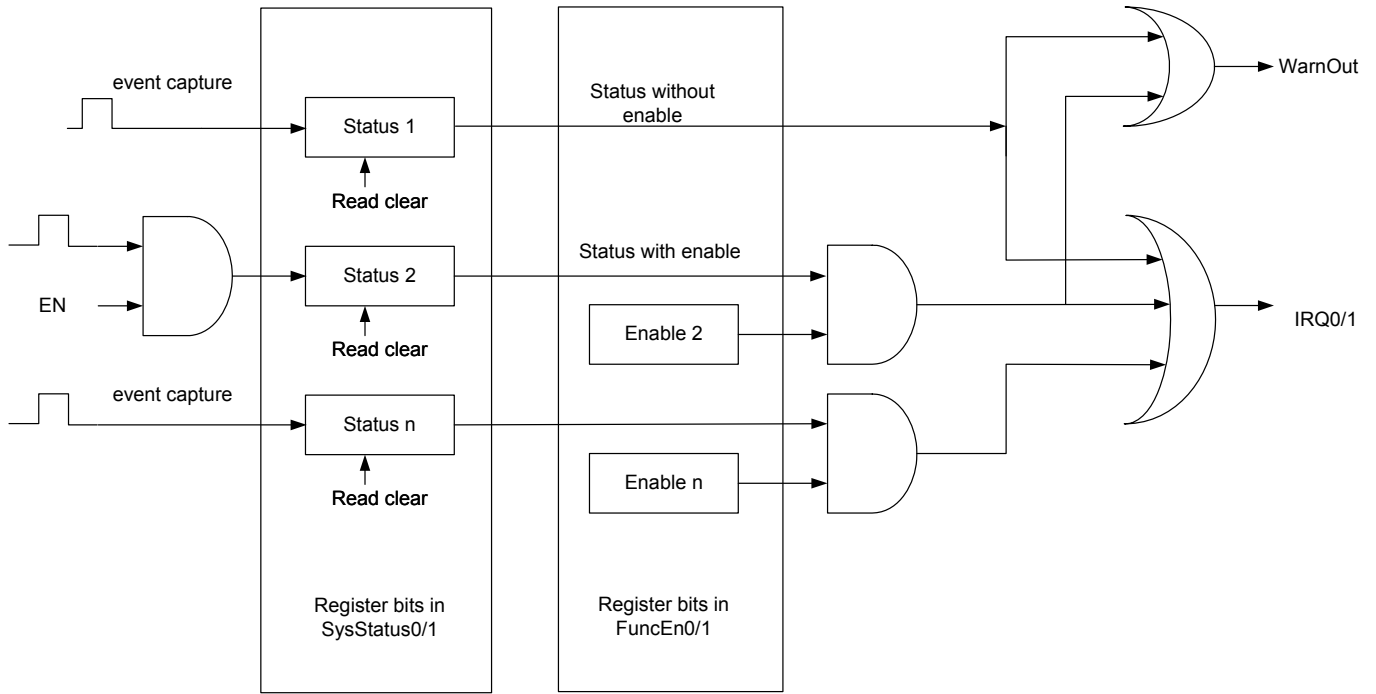 event capture
Status 1
Read clear
Status without
enable
WarnOut
EN
Status 2
Read clear
Status with enable
Enable 2
IRQ0/1
event capture
Status n
Read clear
Enable n
Register bits in
SysStatus0/1
Register bits in
FuncEn0/1